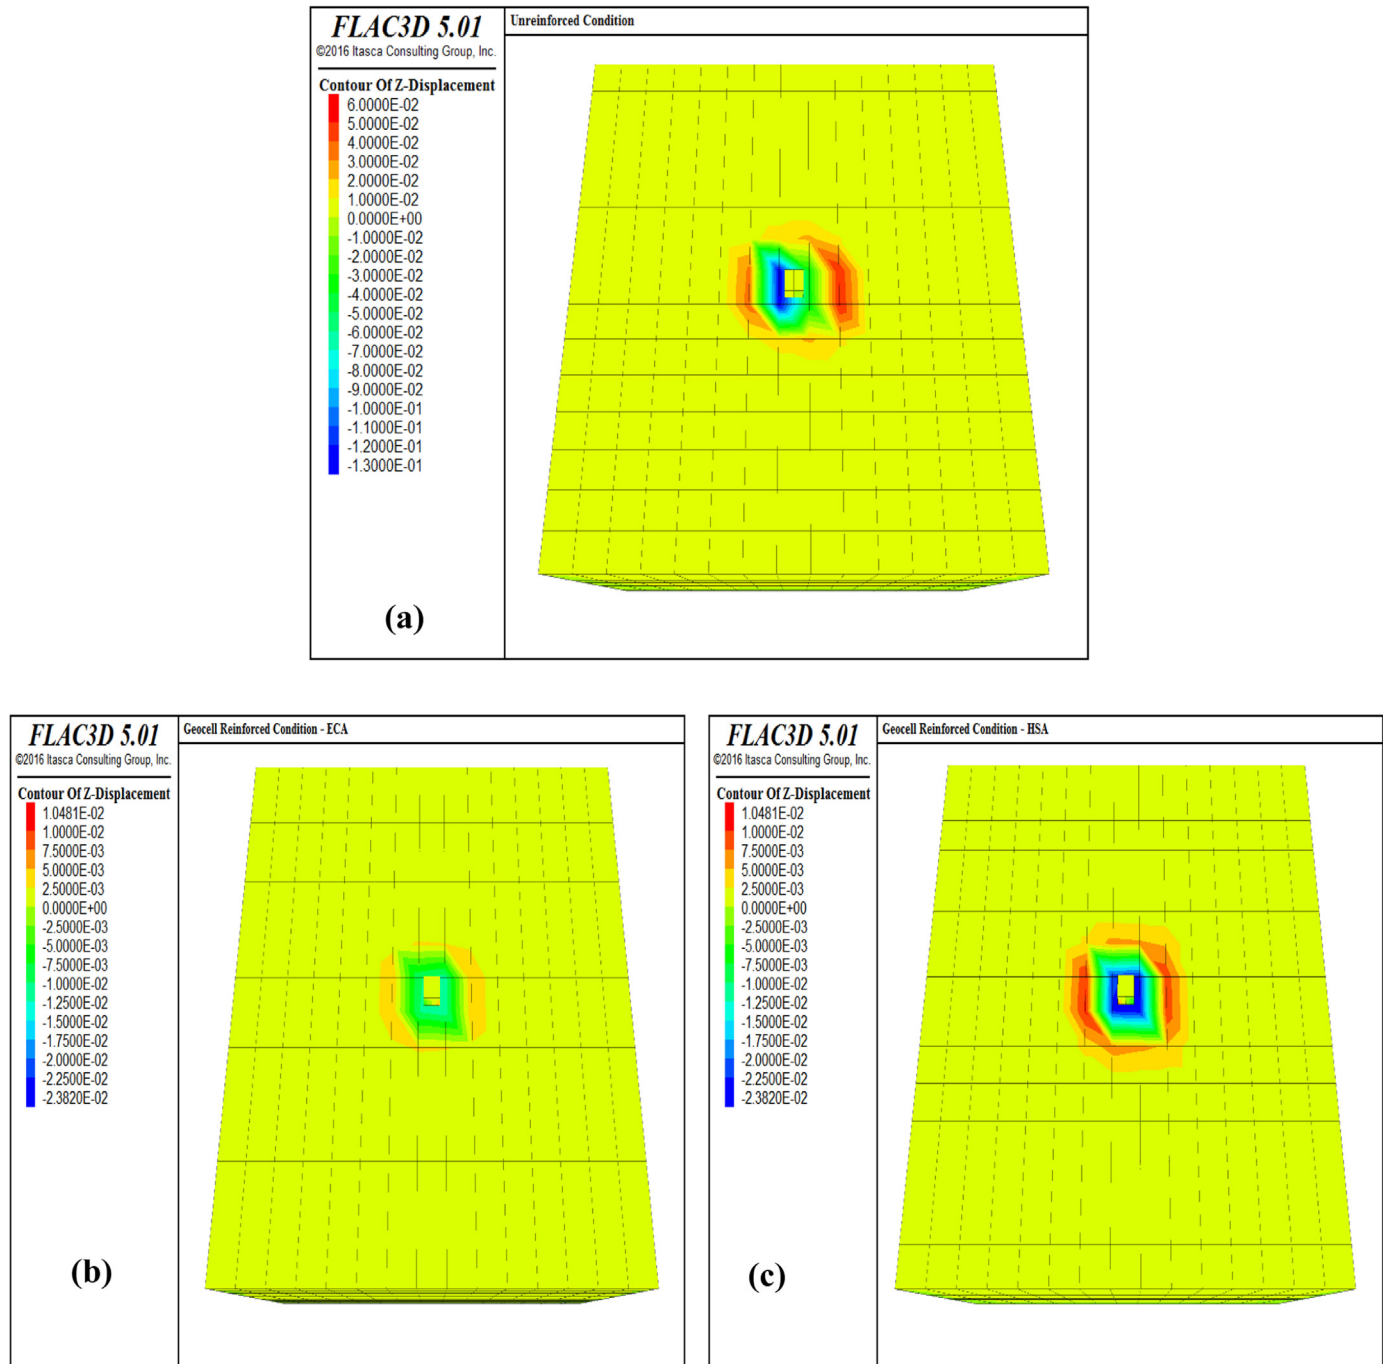 FLAC3D 5.01
©2016 Itasca Consulting Group, Inc.
Unreinforced Condition
Contour Of Z-Displacement
6.0000E-02
5.0000E-02
4.0000E-02
3.0000E-02
2.0000E-02
1.0000E-02
0.0000E+00
-1.0000E-02
-2.0000E-02
-3.0000E-02
-4.0000E-02
-5.0000E-02
-6.0000E-02
-7.0000E-02
-8.0000E-02
-9.0000E-02
-1.0000E-01
-1.1000E-01
-1.2000E-01
-1.3000E-01
(a)
FLAC3D 5.01
©2016 Itasca Consulting Group, Inc.
Geocell Reinforced Condition - ECA
Contour Of Z-Displacement
1.0481E-02
1.0000E-02
7.5000E-03
5.0000E-03
2.5000E-03
0.0000E+00
-2.5000E-03
-5.0000E-03
-7.5000E-03
-1.0000E-02
-1.2500E-02
-1.5000E-02
-1.7500E-02
-2.0000E-02
-2.2500E-02
-2.3820E-02
(b)
FLAC3D 5.01
©2016 Itasca Consulting Group, Inc.
Geocell Reinforced Condition - HSA
Contour Of Z-Displacement
1.0481E-02
1.0000E-02
7.5000E-03
5.0000E-03
2.5000E-03
0.0000E+00
-2.5000E-03
-5.0000E-03
-7.5000E-03
-1.0000E-02
-1.2500E-02
-1.5000E-02
-1.7500E-02
-2.0000E-02
-2.2500E-02
-2.3820E-02
(c)